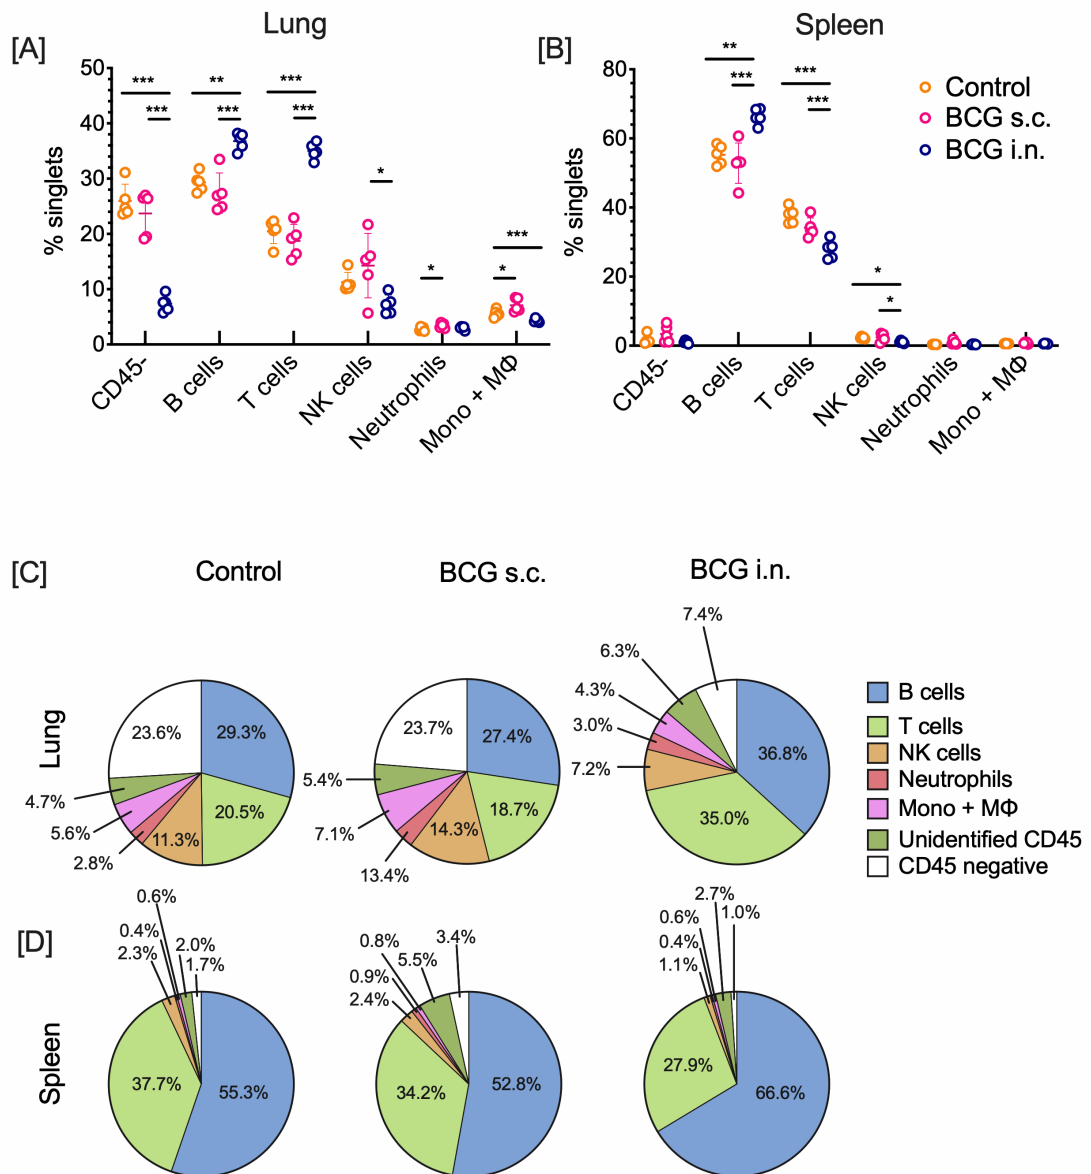 Lung
Spleen
[A]
[B]
% singlets
50
40
30
20
10
0
*** ** ***
*** *** ***
*
***
* *
CD45-
B cells
T cells
NK cells
Neutrophils
Mono + MΦ
% singlets
80
60
40
20
0
** ***
*** ***
*
*
CD45-
B cells
T cells
NK cells
Neutrophils
Mono + MΦ
Control
BCG s.c.
BCG i.n.
[C]
Control
BCG s.c.
BCG i.n.
Lung
23.6%
29.3%
20.5%
11.3%
2.8%
5.6%
4.7%
23.7%
27.4%
18.7%
14.3%
13.4%
7.1%
5.4%
7.4%
6.3%
4.3%
3.0%
7.2%
36.8%
35.0%
B cells
T cells
NK cells
Neutrophils
Mono + MΦ
Unidentified CD45
CD45 negative
[D]
Spleen
0.6%
0.4%
2.3%
2.0%
1.7%
37.7%
55.3%
0.8%
0.9%
2.4%
5.5%
3.4%
34.2%
52.8%
2.7%
0.6%
0.4%
1.1%
1.0%
27.9%
66.6%